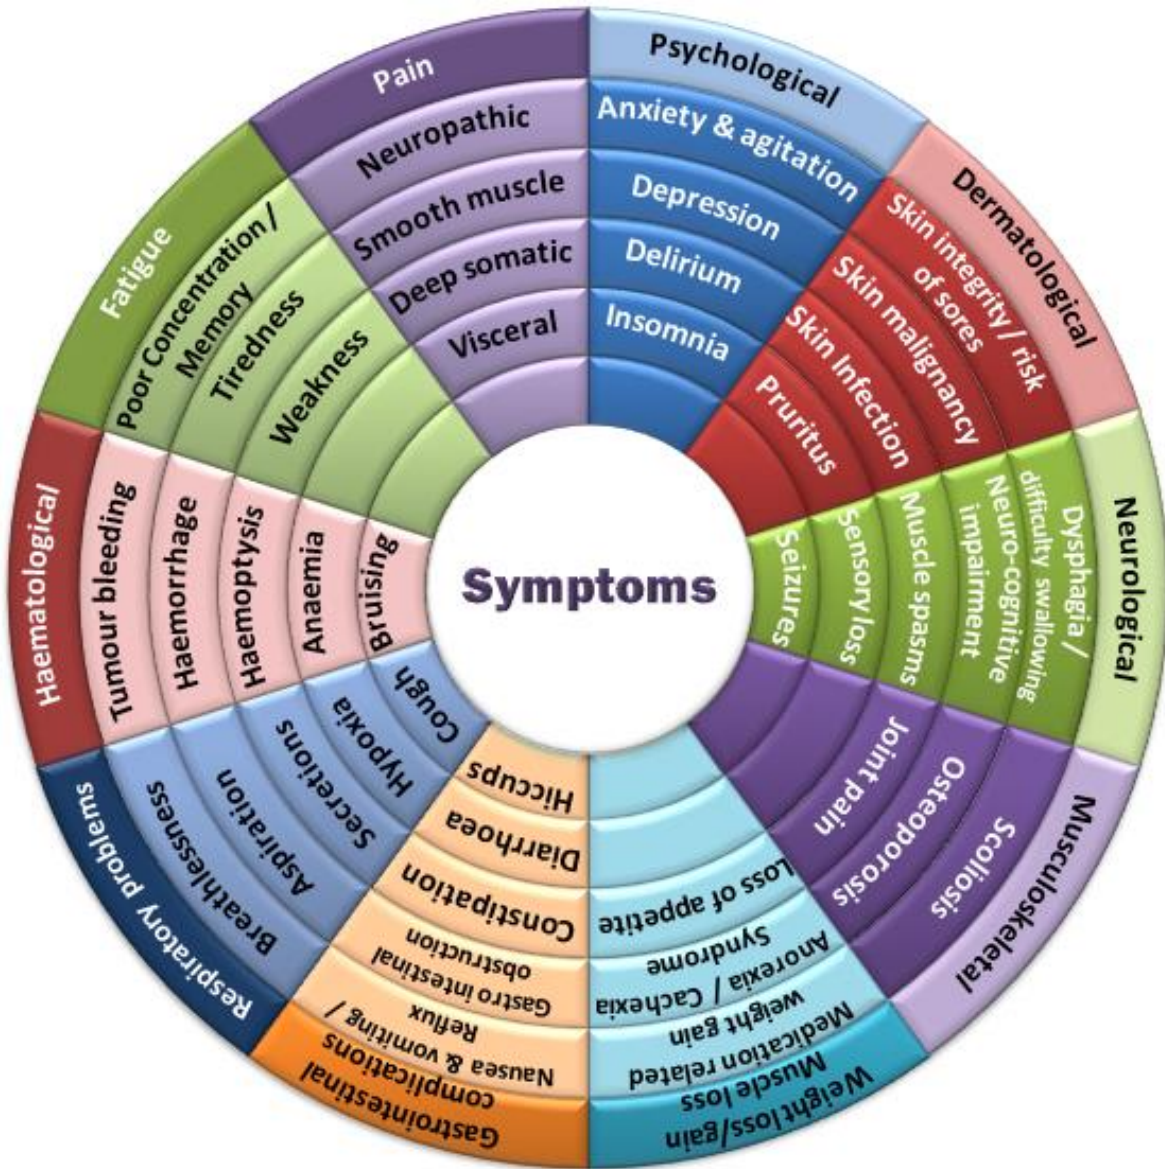 Symptoms
Psychological
Anxiety & agitation
Depression
Delirium
Insomnia
Dermatological
Skin integrity / risk
of sores
Skin malignancy
Skin Infection
Pruritus
Neurological
Dysphagia /
difficulty swallowing
Neuro-cognitive
impairment
Muscle spasms
Sensory loss
Seizures
Musculoskeletal
Scoliosis
Osteoporosis
Joint pain
Weight loss/gain
Muscle loss
Medication related
weight gain
Anorexia / Cachexia
Syndrome
Loss of appetite
Gastrointestinal
complications
Nausea & vomiting /
Reflux
Gastro intestinal
obstruction
Constipation
Diarrhoea
Hiccups
Respiratory problems
Breathlessness
Aspiration
Secretions
Hypoxia
Cough
Haematological
Tumour bleeding
Haemorrhage
Haemoptysis
Anaemia
Bruising
Fatigue
Poor Concentration /
Memory
Tiredness
Weakness
Pain
Neuropathic
Smooth muscle
Deep somatic
Visceral